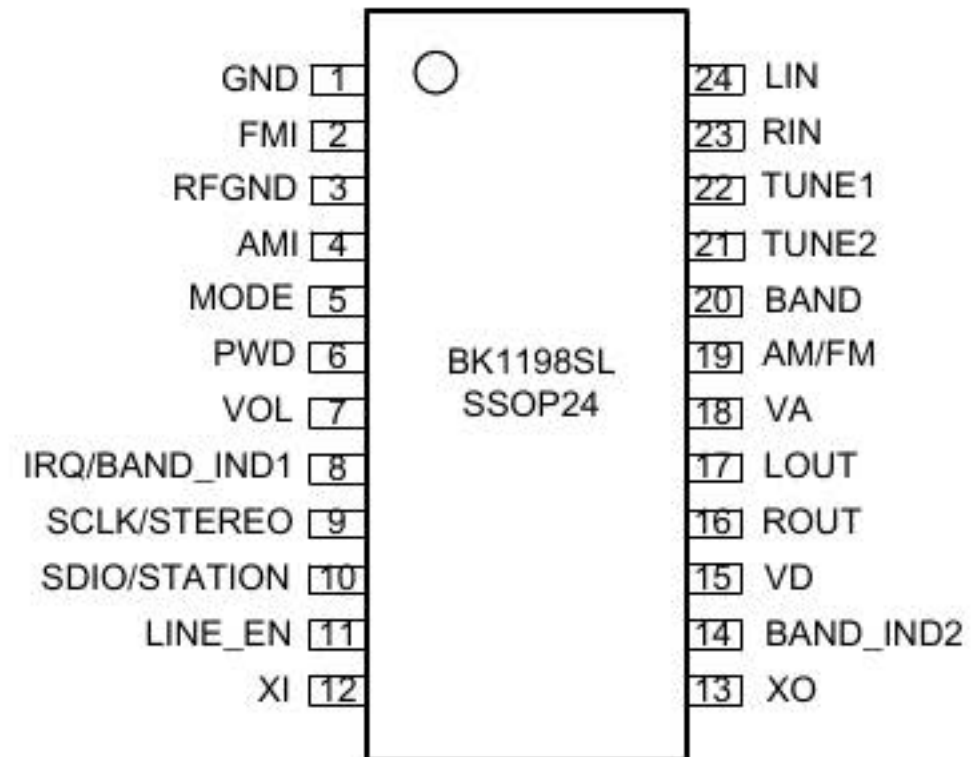 GND 1
FMI 2
RFGND 3
AMI 4
MODE 5
PWD 6
VOL 7
IRQ/BAND_IND1 8
SCLK/STEREO 9
SDIO/STATION 10
LINE_EN 11
XI 12
BK1198SL
SSOP24
24 LIN
23 RIN
22 TUNE1
21 TUNE2
20 BAND
19 AM/FM
18 VA
17 LOUT
16 ROUT
15 VD
14 BAND_IND2
13 XO